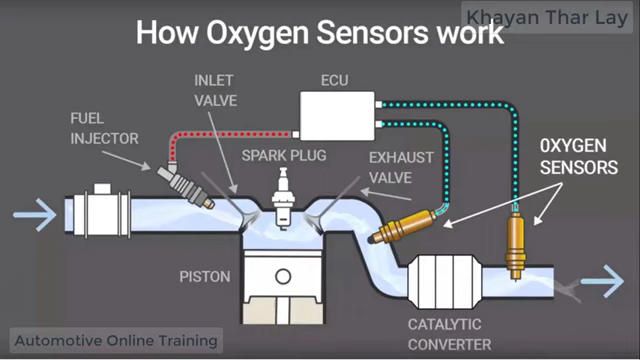 Khayan Thar Lay
How Oxygen Sensors work
INLET
VALVE
ECU
FUEL
INJECTOR
SPARK PLUG
EXHAUST
VALVE
OXYGEN
SENSORS
PISTON
CATALYTIC
CONVERTER
Automotive Online Training